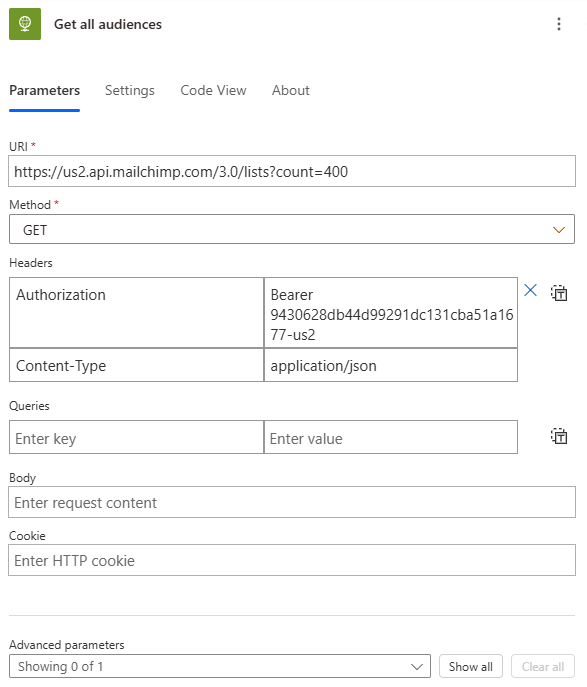 Get all audiences
Parameters Settings Code View About
URI *
https://us2.api.mailchimp.com/3.0/lists?count=400
Method *
GET
Headers
Authorization
Bearer
9430628db44d99291dc131cba51a16
77-us2
Content-Type
application/json
Queries
Enter key
Enter value
Body
Enter request content
Cookie
Enter HTTP cookie
Advanced parameters
Showing 0 of 1
Show all
Clear all